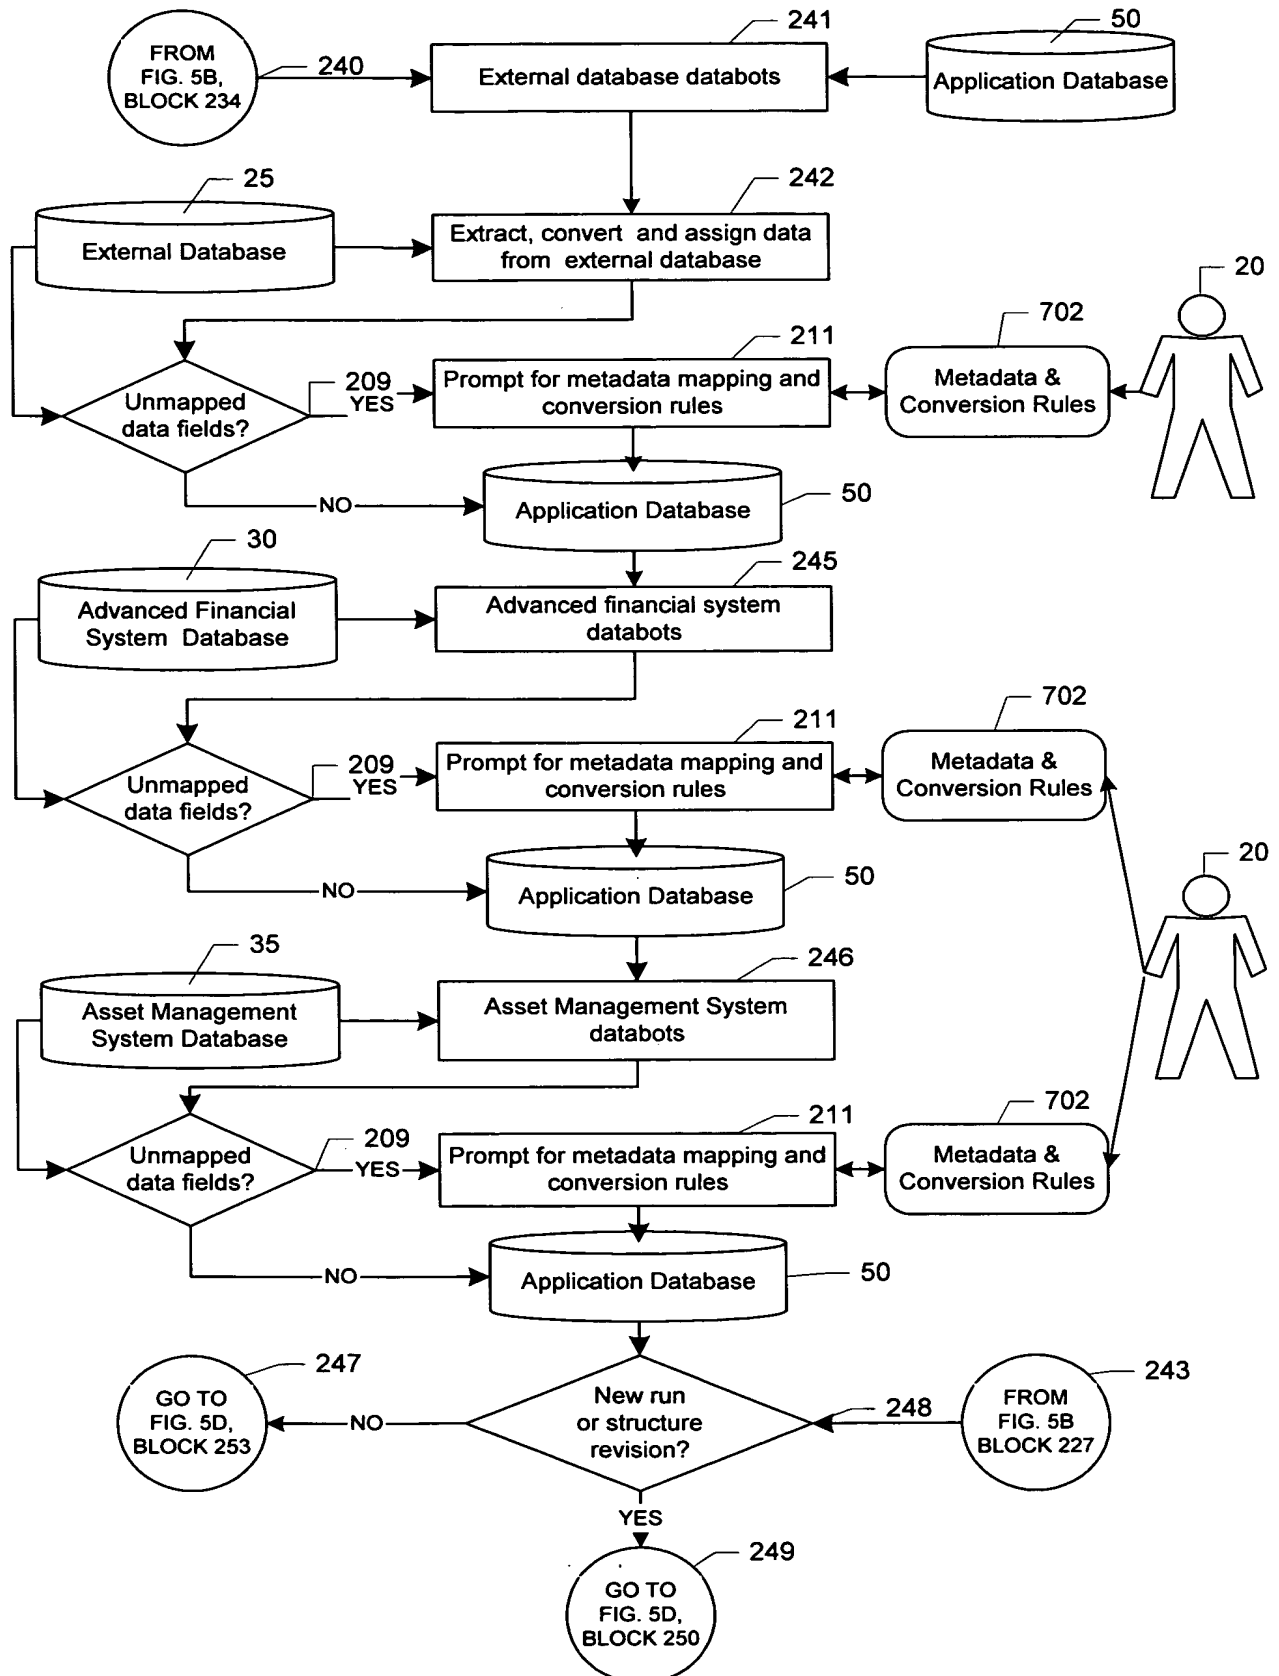 FROM
FIG. 5B,
BLOCK 234
240
241
External database databots
50
Application Database
25
External Database
242
Extract, convert and assign data
from external database
20
Unmapped
data fields?
209
YES
211
Prompt for metadata mapping and
conversion rules
702
Metadata &
Conversion Rules
NO
Application Database
50
30
Advanced Financial
System Database
245
Advanced financial system
databots
Unmapped
data fields?
209
YES
211
Prompt for metadata mapping and
conversion rules
702
Metadata &
Conversion Rules
20
NO
Application Database
50
35
Asset Management
System Database
246
Asset Management System
databots
Unmapped
data fields?
209
YES
211
Prompt for metadata mapping and
conversion rules
702
Metadata &
Conversion Rules
NO
Application Database
50
247
GO TO
FIG. 5D,
BLOCK 253
NO
New run
or structure
revision?
248
243
FROM
FIG. 5B
BLOCK 227
YES
249
GO TO
FIG. 5D,
BLOCK 250